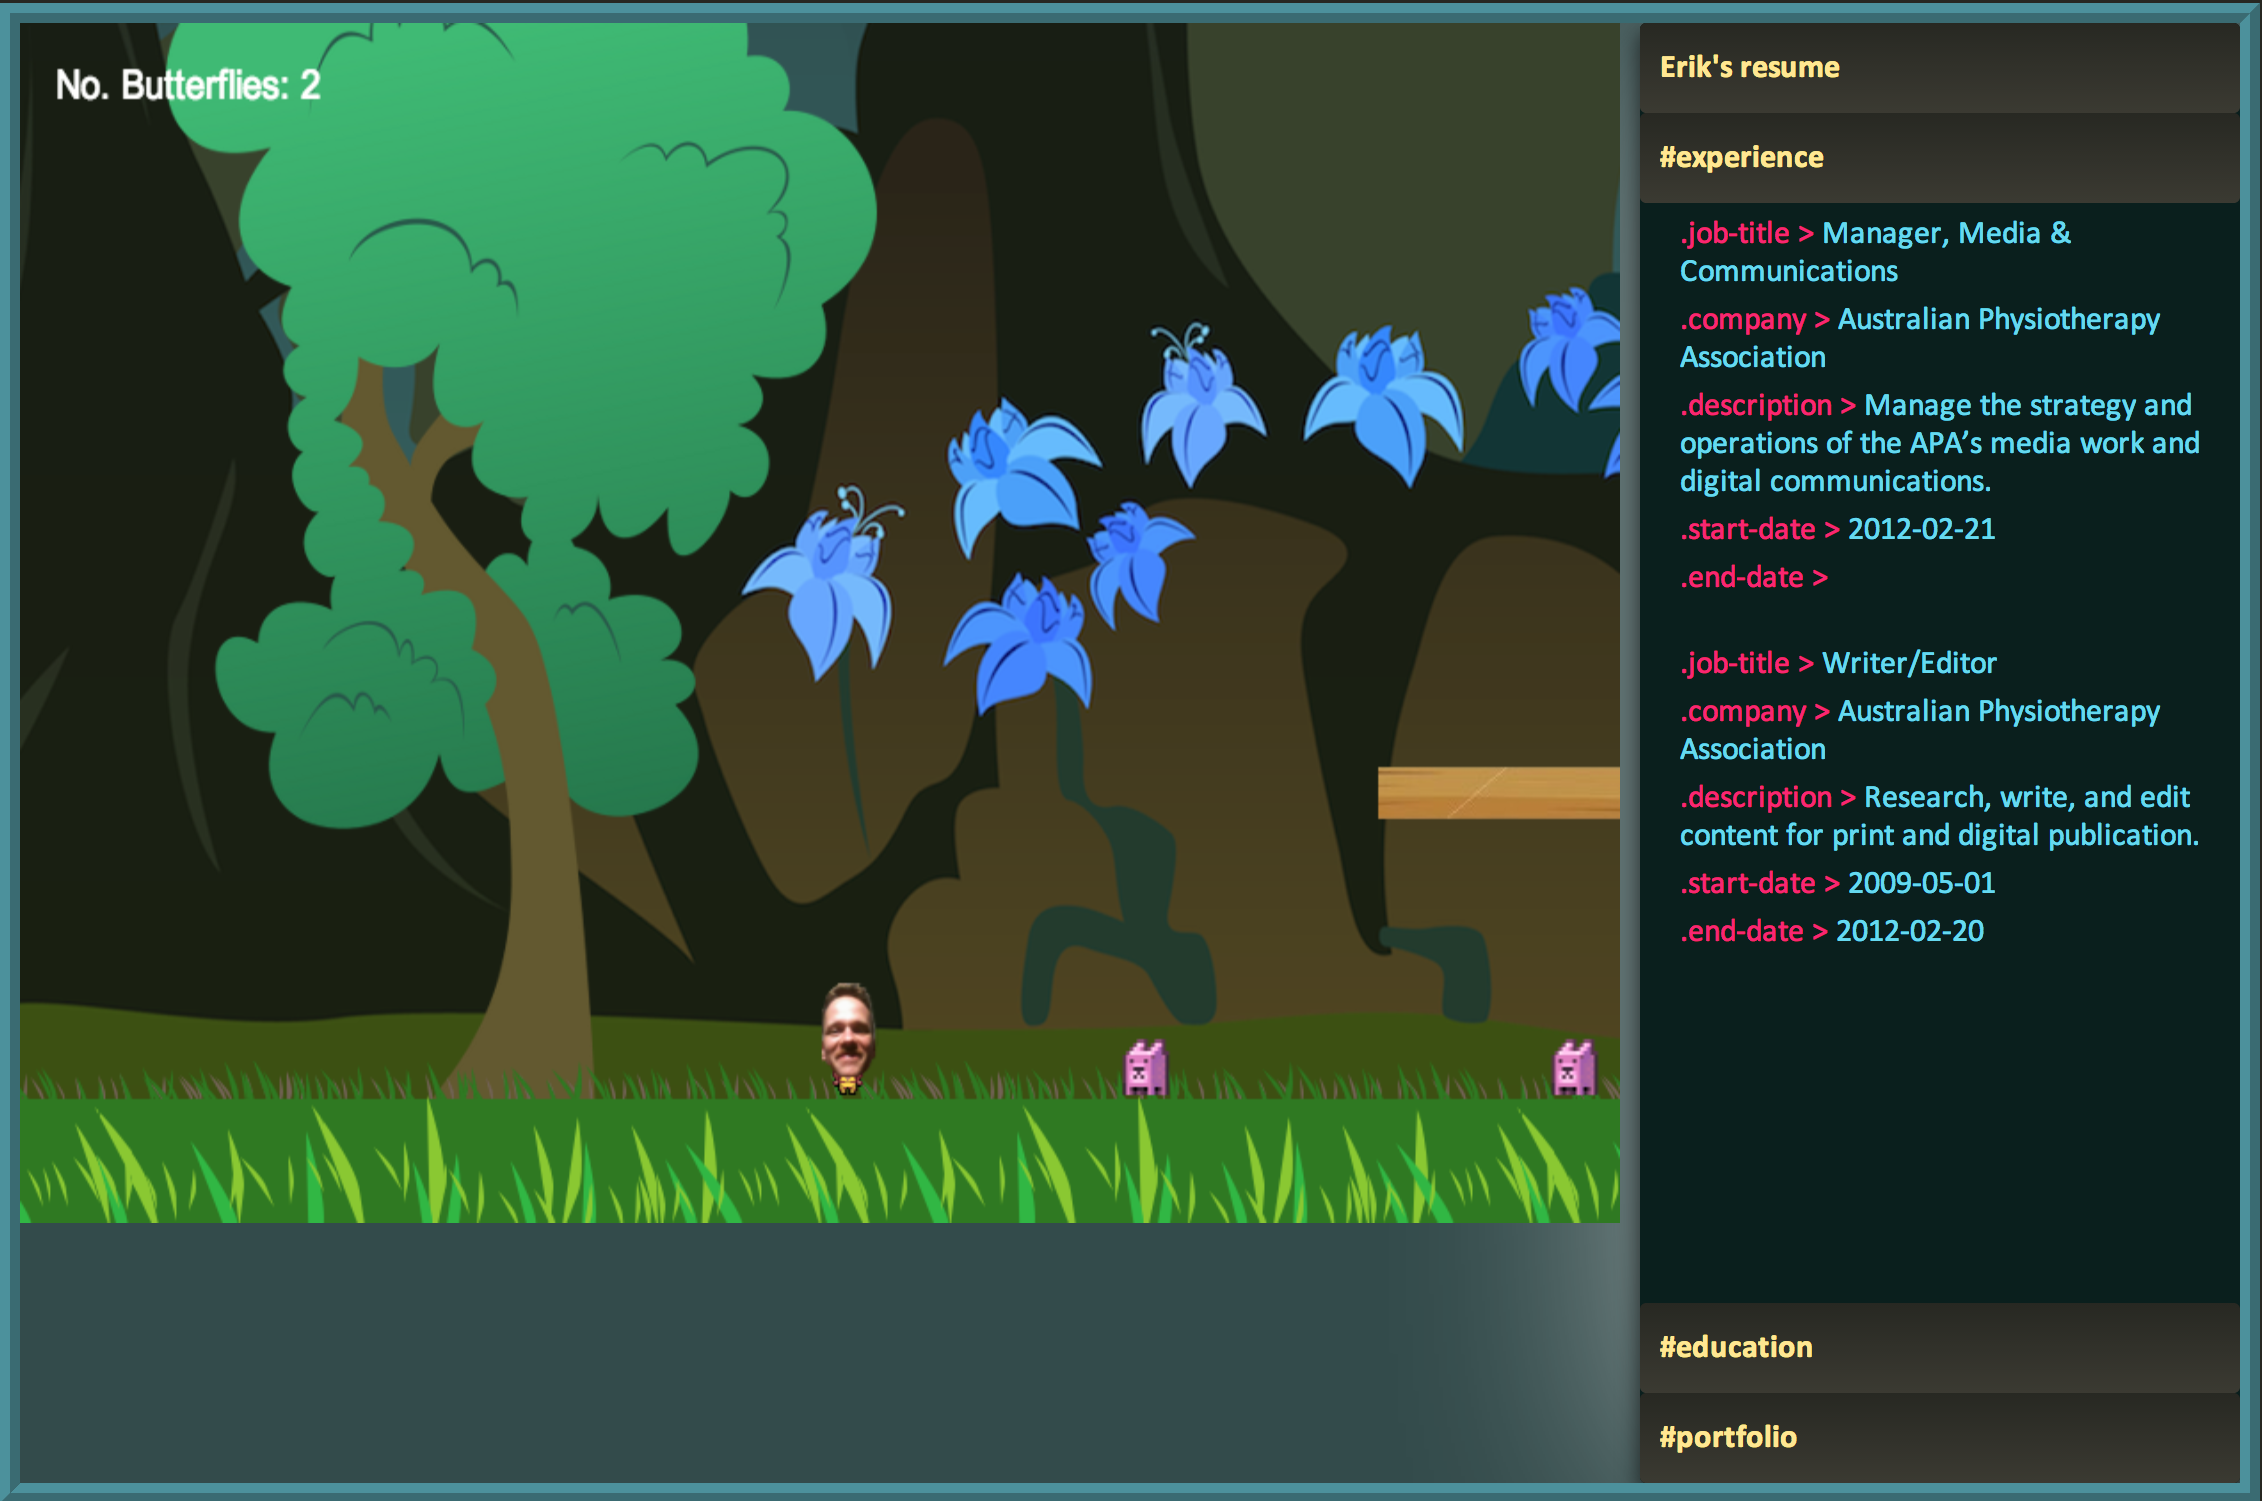 No. Butterflies: 2
Erik's resume
#experience
.job-title > Manager, Media &
Communications
.company > Australian Physiotherapy
Association
.description > Manage the strategy and
operations of the APA’s media work and
digital communications.
.start-date > 2012-02-21
.end-date >
.job-title > Writer/Editor
.company > Australian Physiotherapy
Association
.description > Research, write, and edit
content for print and digital publication.
.start-date > 2009-05-01
.end-date > 2012-02-20
#education
#portfolio